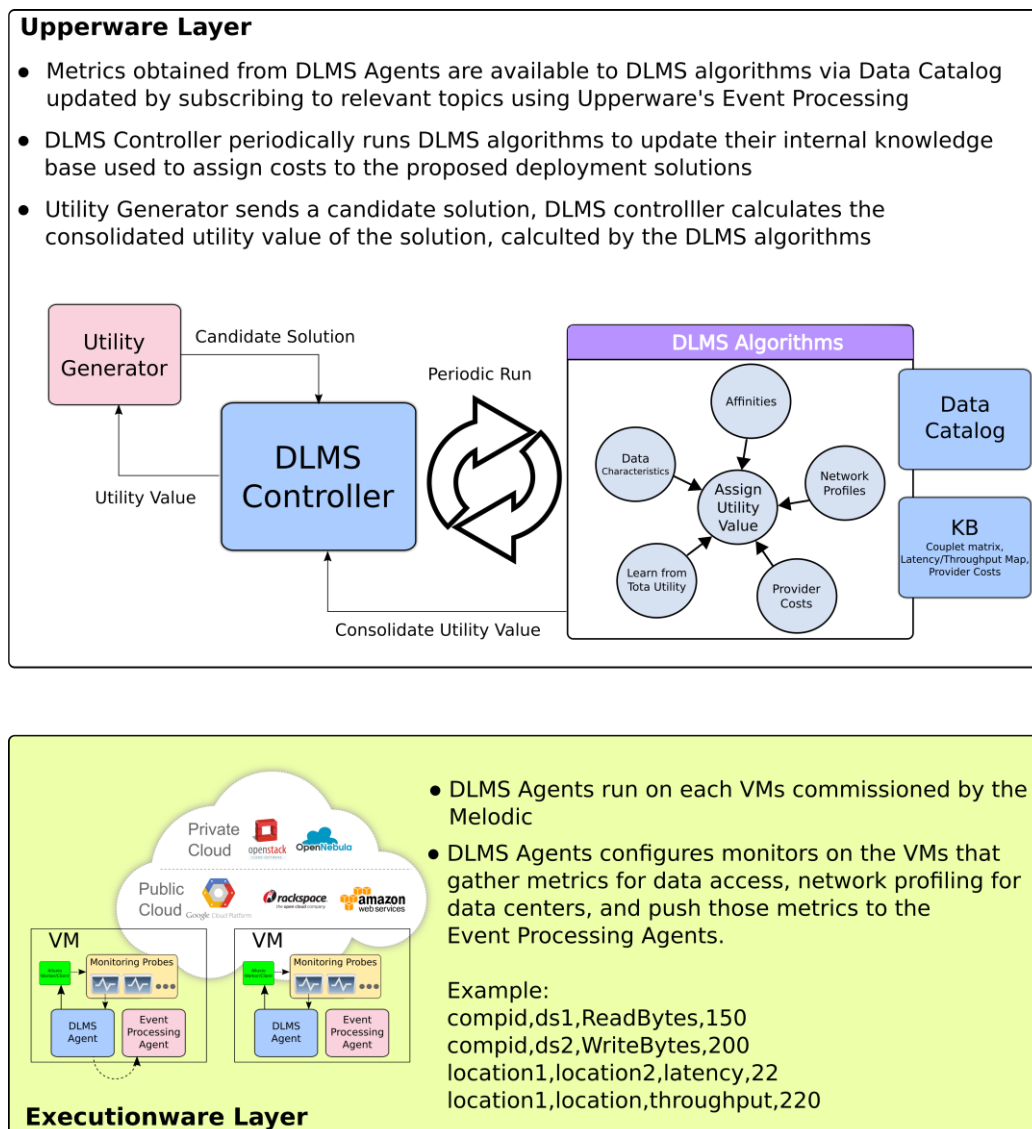 Upperware Layer
● Metrics obtained from DLMS Agents are available to DLMS algorithms via Data Catalog
updated by subscribing to relevant topics using Upperware's Event Processing
● DLMS Controller periodically runs DLMS algorithms to update their internal knowledge
base used to assign costs to the proposed deployment solutions
● Utility Generator sends a candidate solution, DLMS controlller calculates the
consolidated utility value of the solution, calculted by the DLMS algorithms
Utility
Generator
Candidate Solution
Utility Value
DLMS
Controller
Periodic Run
Consolidate Utility Value
DLMS Algorithms
Affinities
Data
Characteristics
Network
Profiles
Assign
Utility
Value
Learn from
Tota Utility
Provider
Costs
Data
Catalog
KB
Couplet matrix,
Latency/Throughput Map,
Provider Costs
Private
Cloud
openstack
OpenNebula
Public
Cloud
Google Cloud Platform
rackspace.
the open cloud company
amazon
web services
VM
Monitoring Probes
DLMS
Agent
Event
Processing
Agent
VM
Monitoring Probes
DLMS
Agent
Event
Processing
Agent
● DLMS Agents run on each VMs commissioned by the
Melodic
● DLMS Agents configures monitors on the VMs that
gather metrics for data access, network profiling for
data centers, and push those metrics to the
Event Processing Agents.
Example:
compid,ds1,ReadBytes,150
compid,ds2,WriteBytes,200
location1,location2,latency,22
location1,location,throughput,220
Executionware Layer